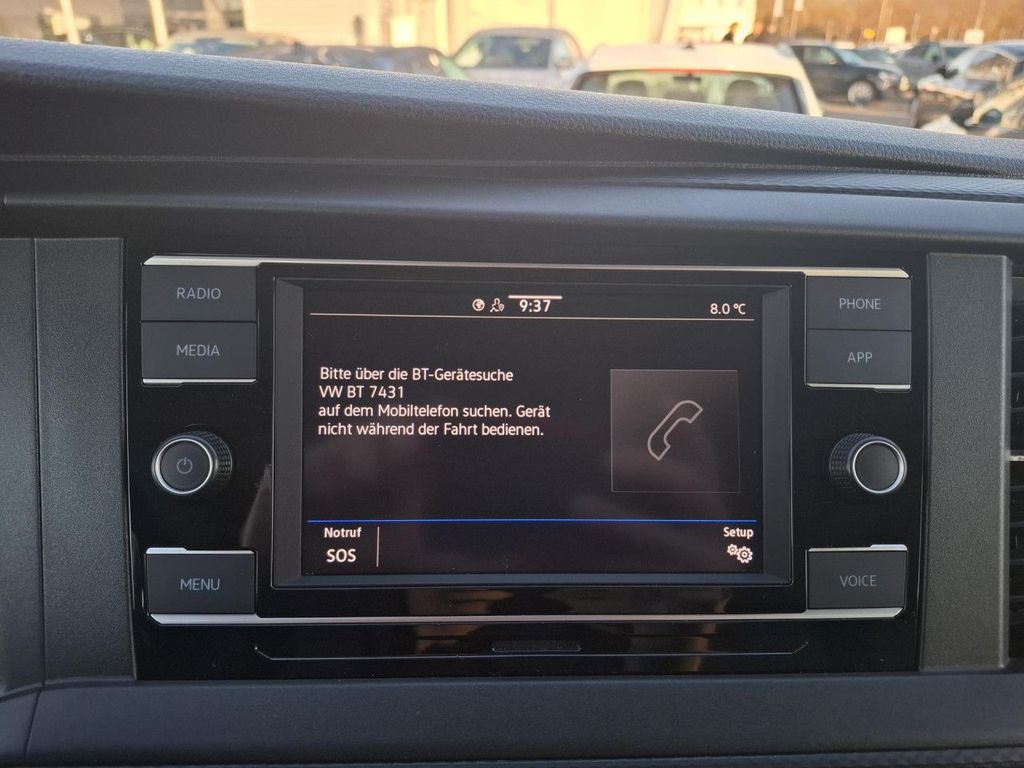 9:37
8.0 °C
RADIO
MEDIA
MENU
Bitte über die BT-Gerätesuche
VW BT 7431
auf dem Mobiltelefon suchen. Gerät
nicht während der Fahrt bedienen.
Notruf
SOS
Setup
PHONE
APP
VOICE